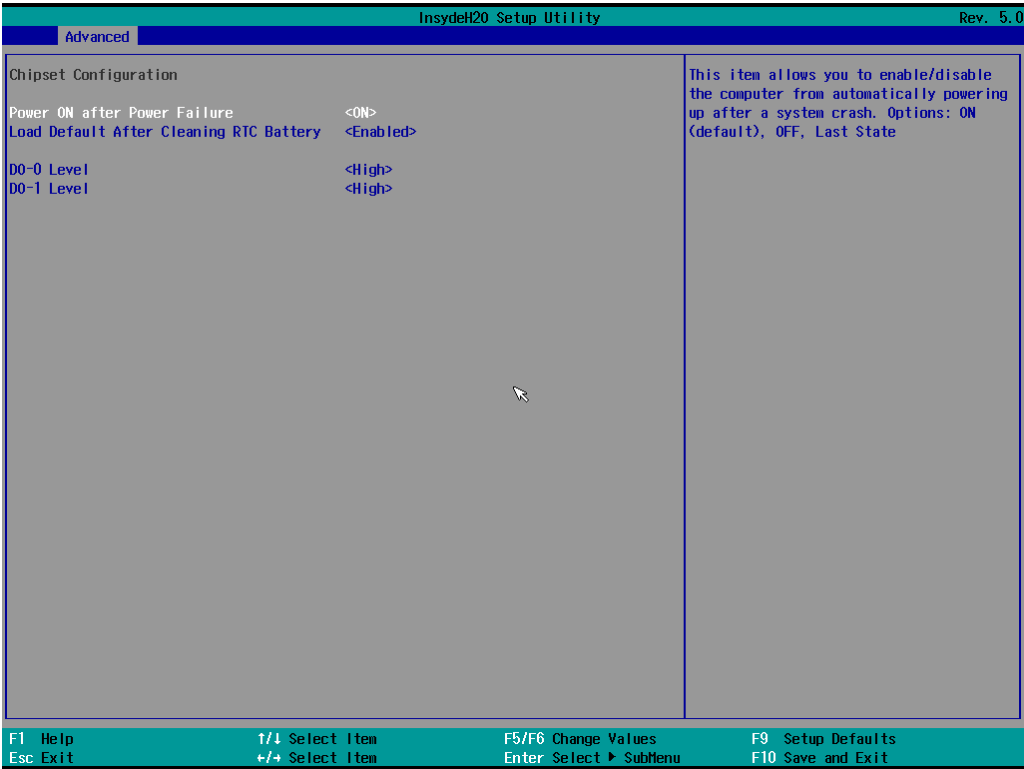 InsydeH20 Setup Utility Rev. 5.0
Advanced
Chipset Configuration
Power ON after Power Failure <ON>
Load Default After Cleaning RTC Battery <Enabled>
DO-0 Level <High>
DO-1 Level <High>
This item allows you to enable/disable
the computer from automatically powering
up after a system crash. Options: ON
(default), OFF, Last State
F1 Help ↑/↓ Select Item F5/F6 Change Values F9 Setup Defaults
Esc Exit ←/→ Select Item Enter Select ▶ SubMenu F10 Save and Exit